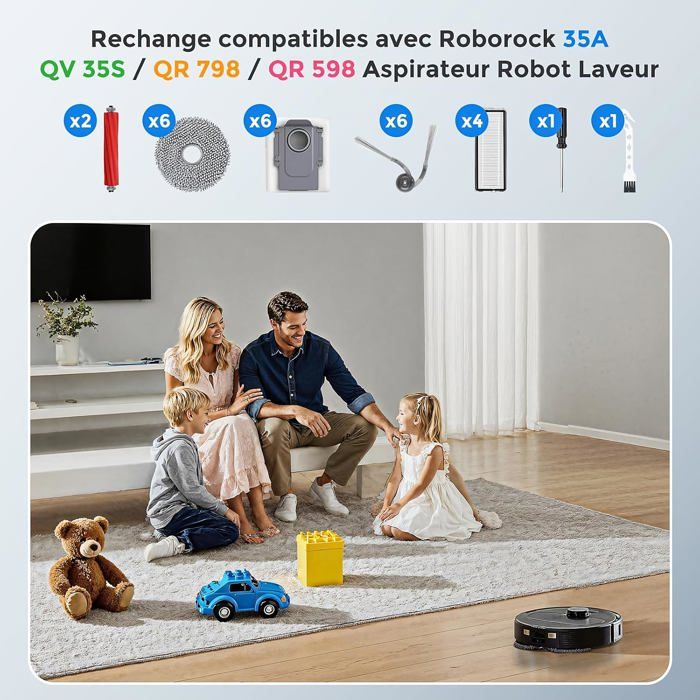 Rechange compatibles avec Roborock 35A
QV 35S / QR 798 / QR 598 Aspirateur Robot Laveur
x2 x6 x6 x6 x4 x1 x1